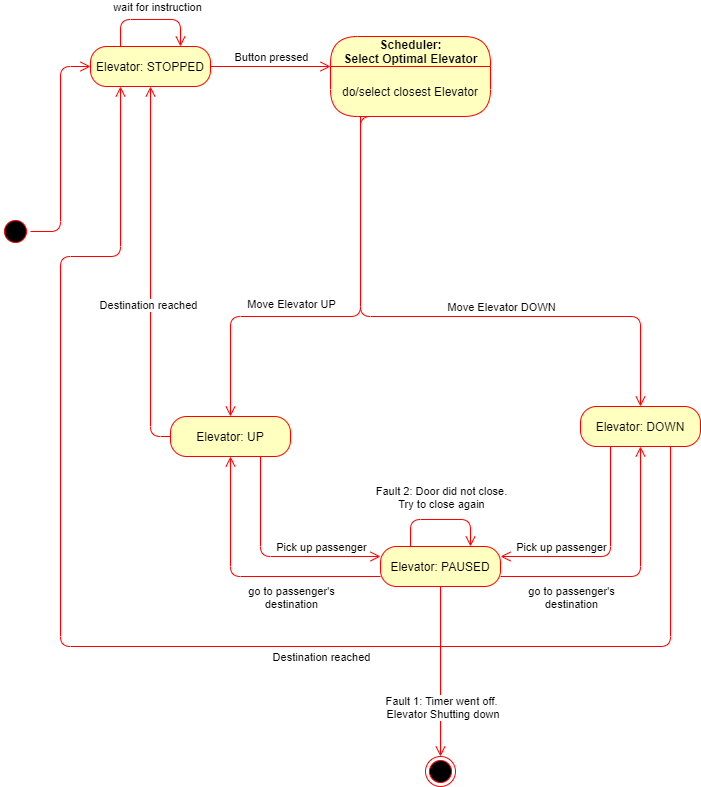 wait for instruction
Elevator: STOPPED
Button pressed
Scheduler:
Select Optimal Elevator
do/select closest Elevator
Destination reached
Move Elevator UP
Move Elevator DOWN
Elevator: UP
Elevator: DOWN
Fault 2: Door did not close.
Try to close again
Pick up passenger
Pick up passenger
Elevator: PAUSED
go to passenger's
destination
go to passenger's
destination
Destination reached
Fault 1: Timer went off.
Elevator Shutting down